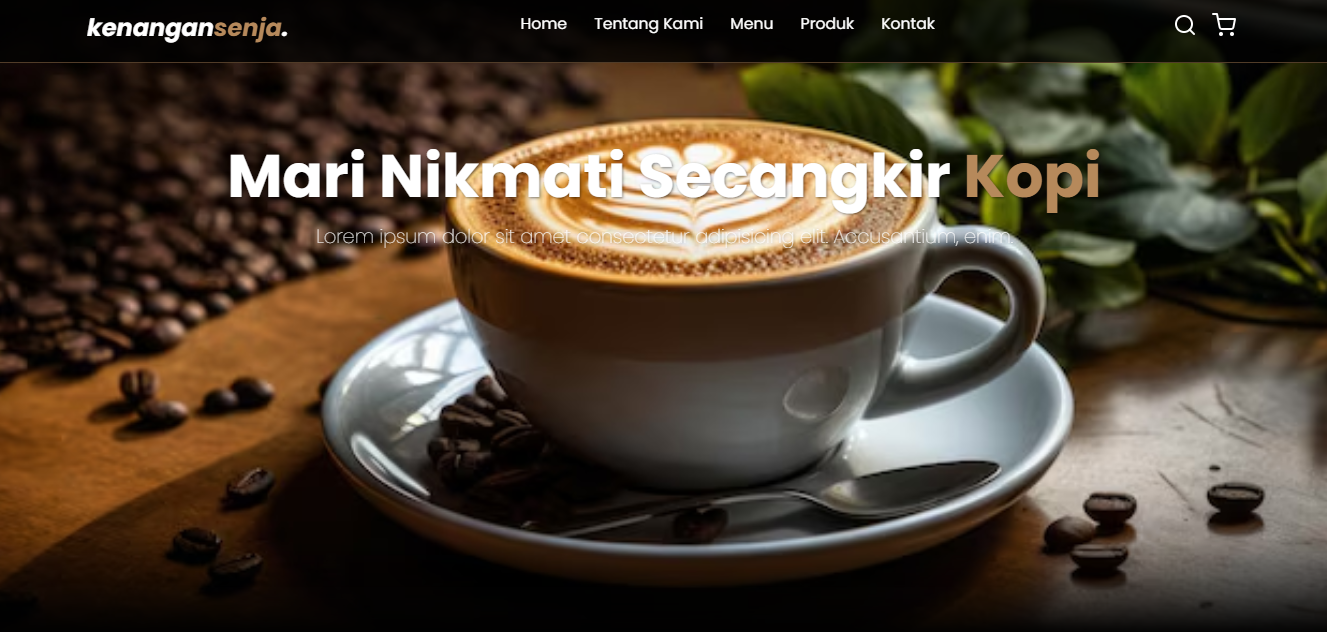 kenangansenja.
Home Tentang Kami Menu Produk Kontak
Mari Nikmati Secangkir Kopi
Lorem ipsum dolor sit amet consectetur adipisicing elit. Accusantium, enim.